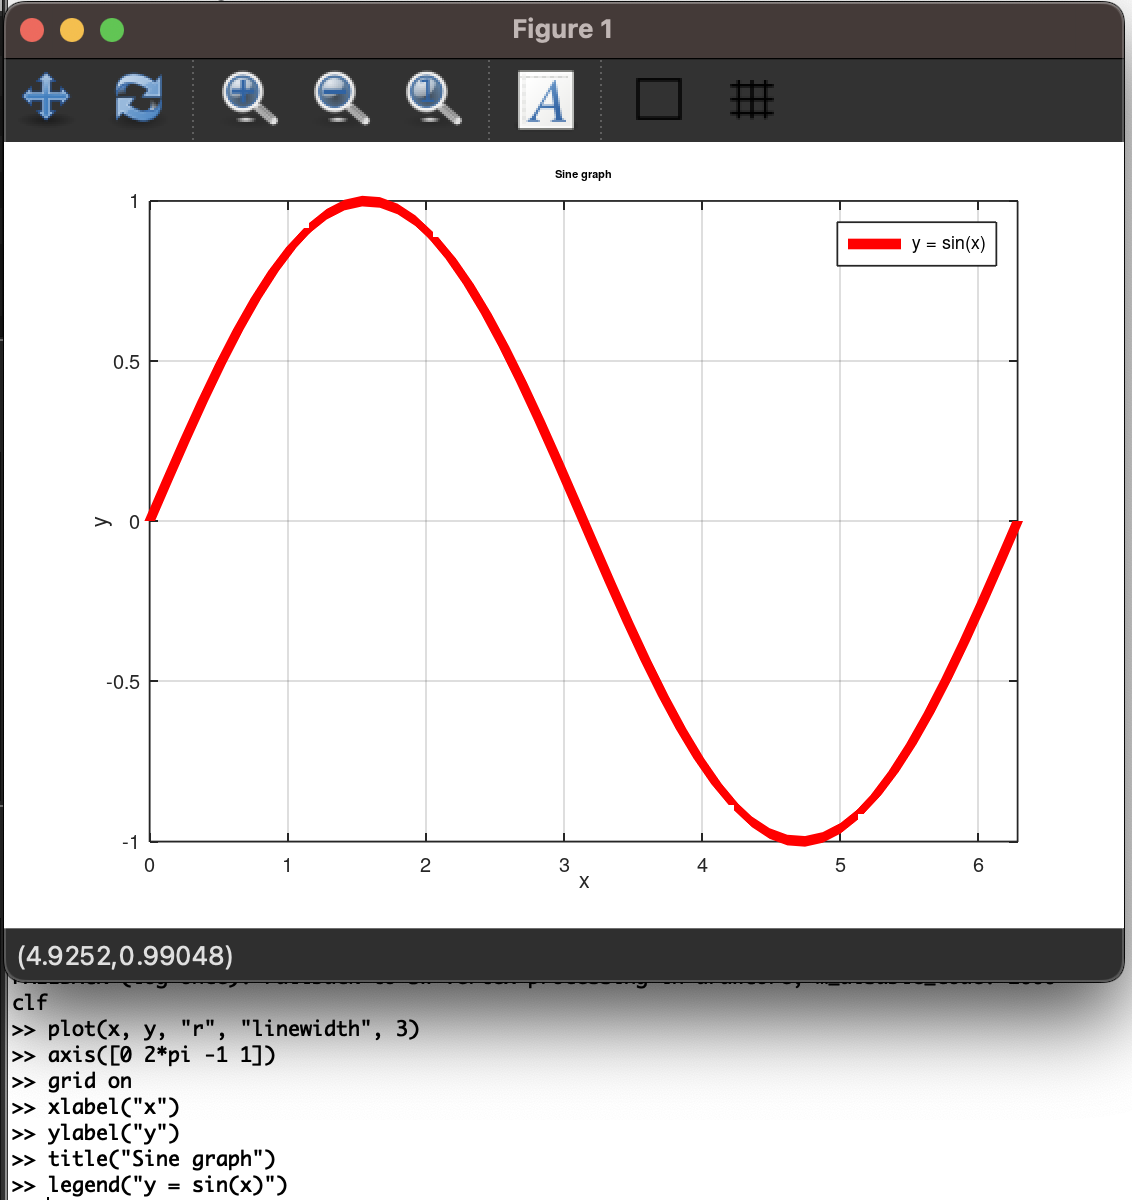 Figure 1
A
Sine graph
1
y = sin(x)
0.5
y
0
-0.5
-1
0 1 2 3 4 5 6
x
(4.9252,0.99048)
clf
>> plot(x, y, "r", "linewidth", 3)
>> axis([0 2*pi -1 1])
>> grid on
>> xlabel("x")
>> ylabel("y")
>> title("Sine graph")
>> legend("y = sin(x)")